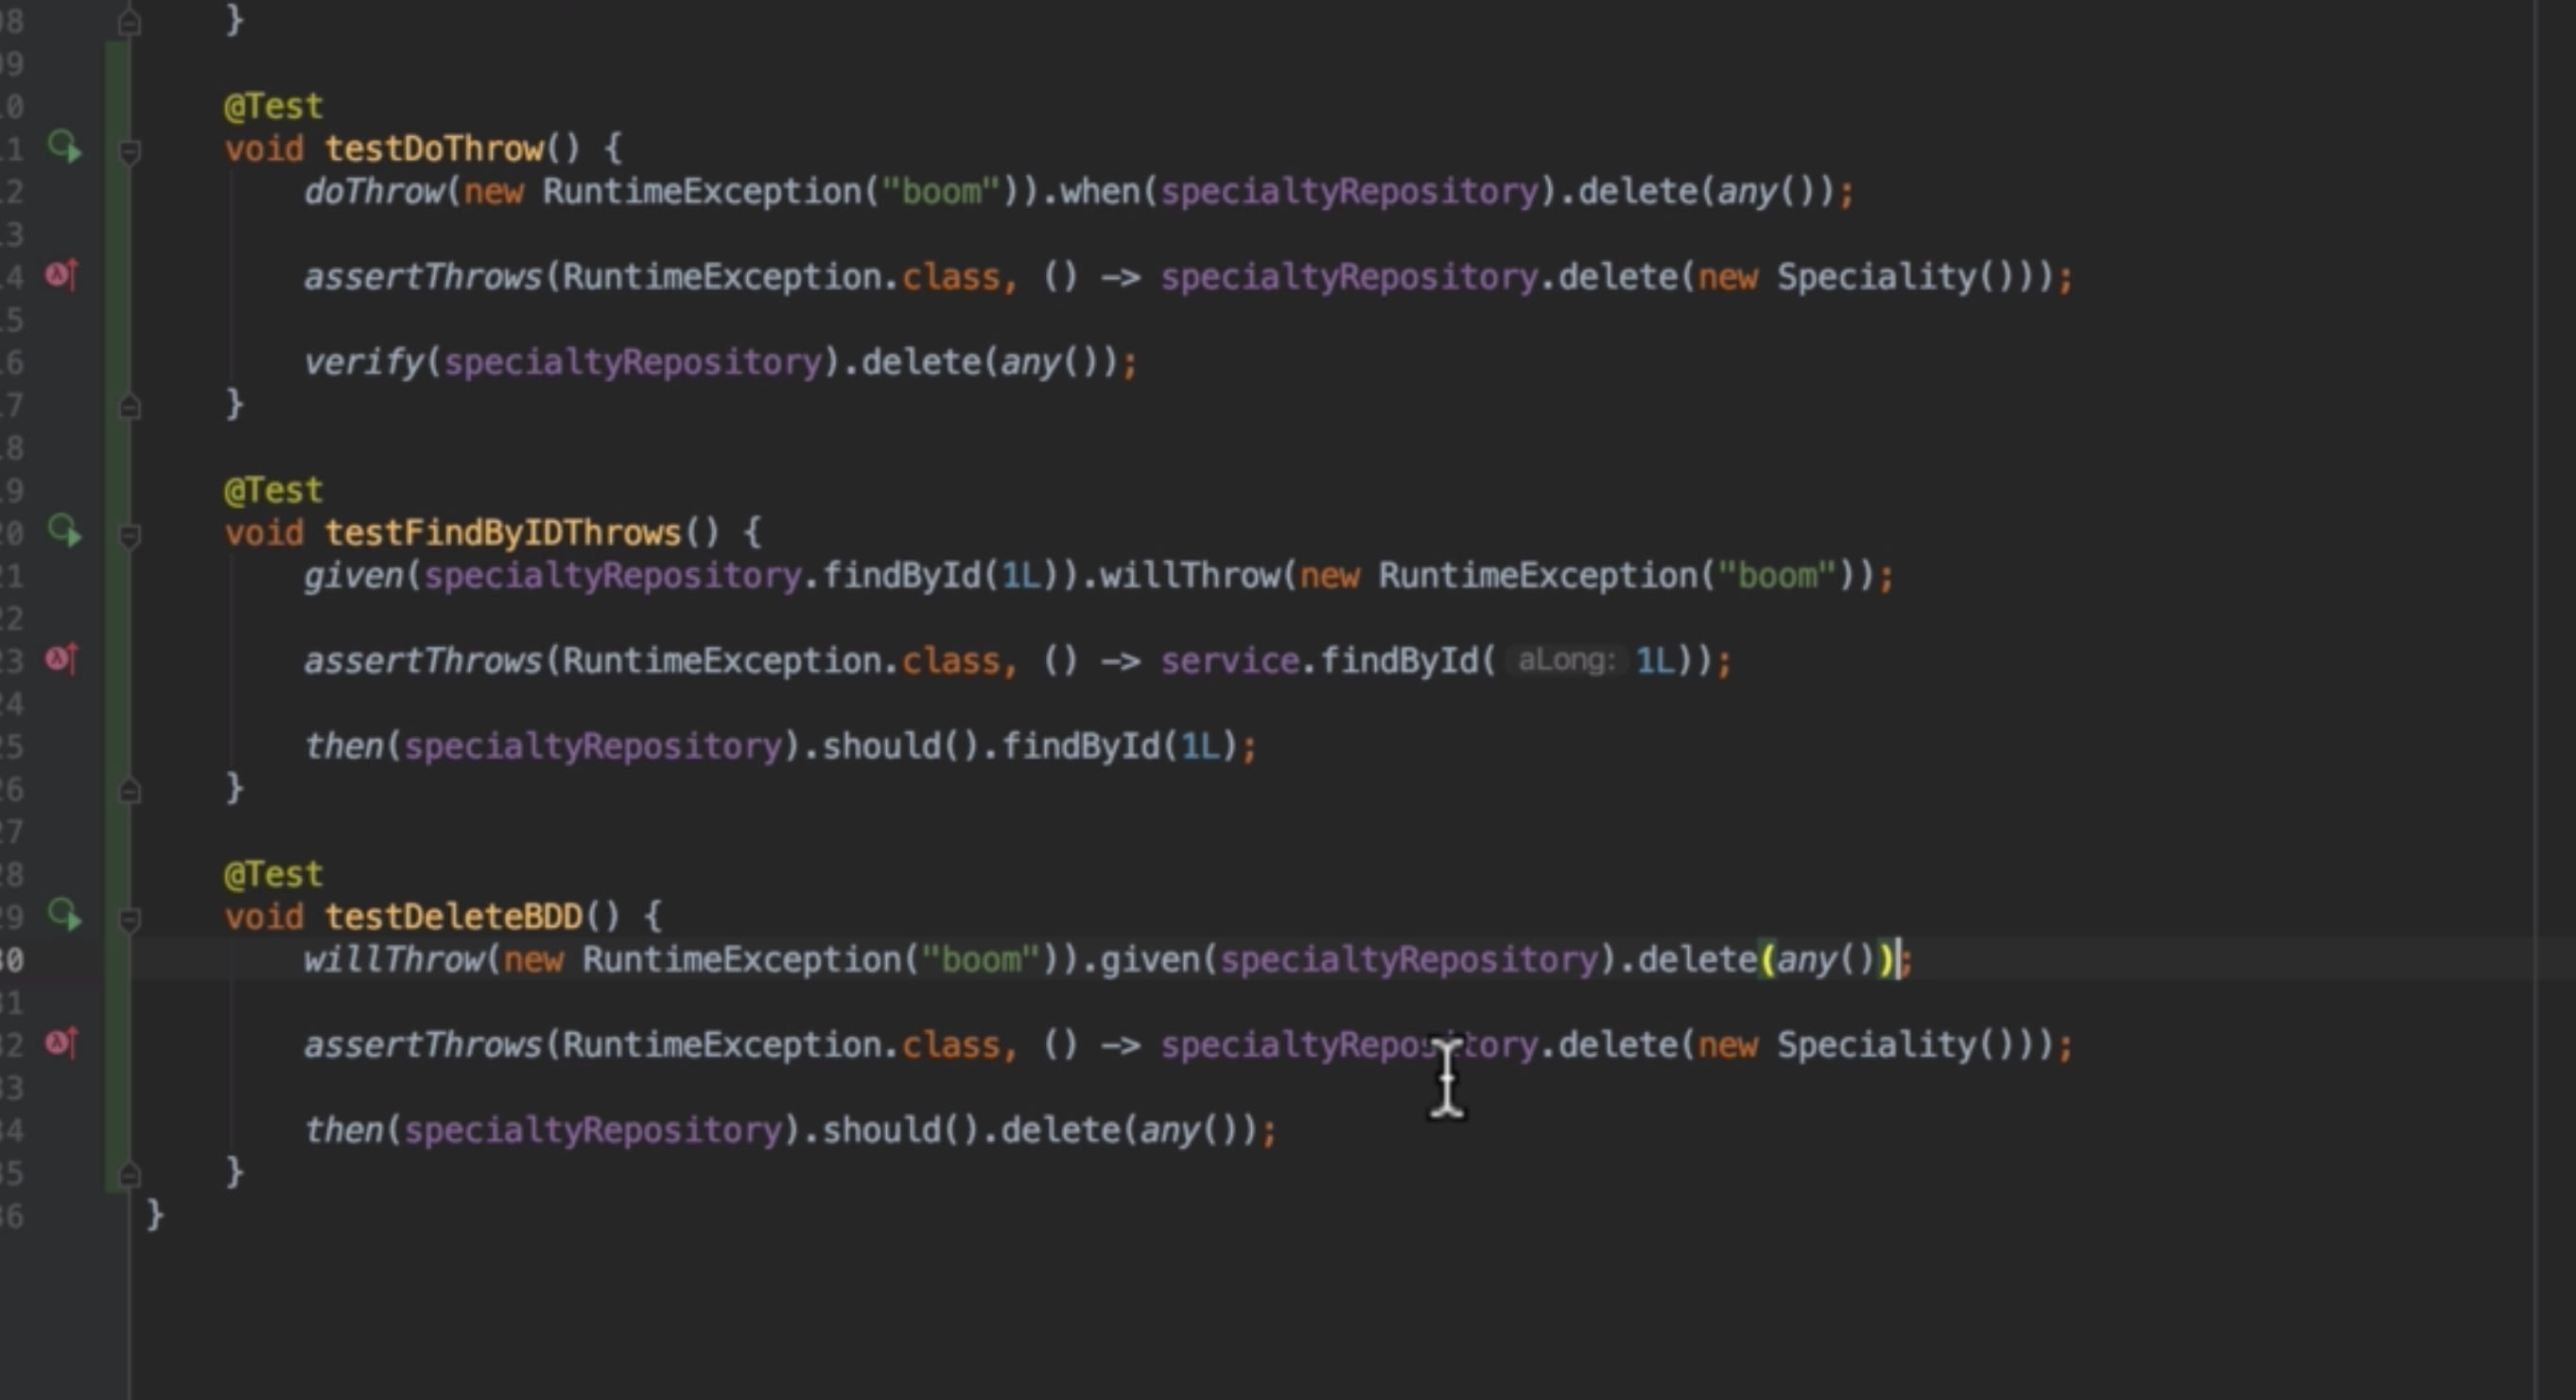 08 }
09
10 @Test
11 void testDoThrow() {
12 doThrow(new RuntimeException("boom")).when(specialtyRepository).delete(any());
13
14 assertThrows(RuntimeException.class, () -> specialtyRepository.delete(new Speciality()));
15
16 verify(specialtyRepository).delete(any());
17 }
18
19 @Test
20 void testFindByIDThrows() {
21 given(specialtyRepository.findById(1L)).willThrow(new RuntimeException("boom"));
22
23 assertThrows(RuntimeException.class, () -> service.findById( aLong: 1L));
24
25 then(specialtyRepository).should().findById(1L);
26 }
27
28 @Test
29 void testDeleteBDD() {
30 willThrow(new RuntimeException("boom")).given(specialtyRepository).delete(any());
31
32 assertThrows(RuntimeException.class, () -> specialtyRepository.delete(new Speciality()));
33
34 then(specialtyRepository).should().delete(any());
35 }
36 }